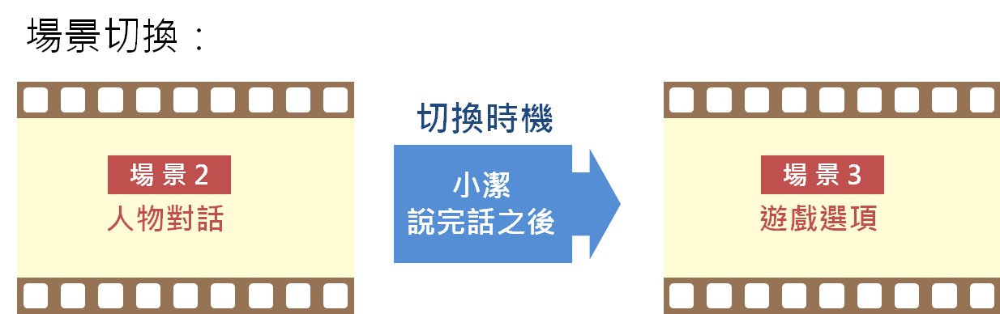 場景切換：
切換時機
場景2
人物對話
小潔
說完話之後
場景3
遊戲選項